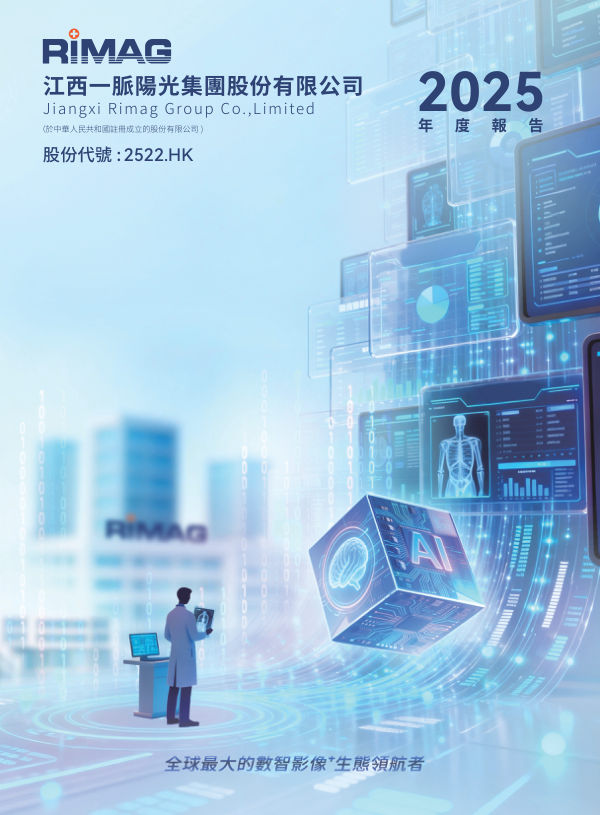 RiMAG
江西一脈陽光集團股份有限公司
Jiangxi Rimag Group Co.,Limited
(於中華人民共和國註冊成立的股份有限公司)
股份代號 : 2522.HK
2025
年度報告
RiMAG
AI
全球最大的數智影像+生態領航者